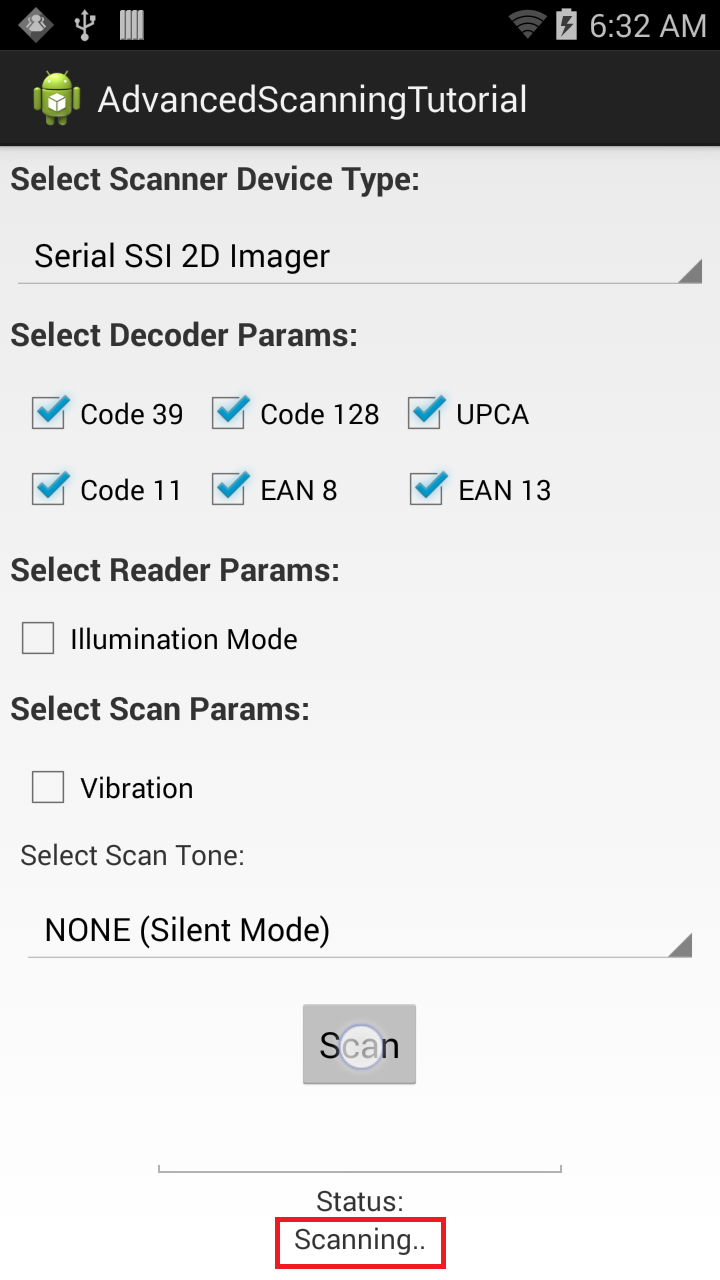 6:32 AM
AdvancedScanningTutorial
Select Scanner Device Type:
Serial SSI 2D Imager
Select Decoder Params:
Code 39 Code 128 UPCA
Code 11 EAN 8 EAN 13
Select Reader Params:
Illumination Mode
Select Scan Params:
Vibration
Select Scan Tone:
NONE (Silent Mode)
Scan
Status:
Scanning..